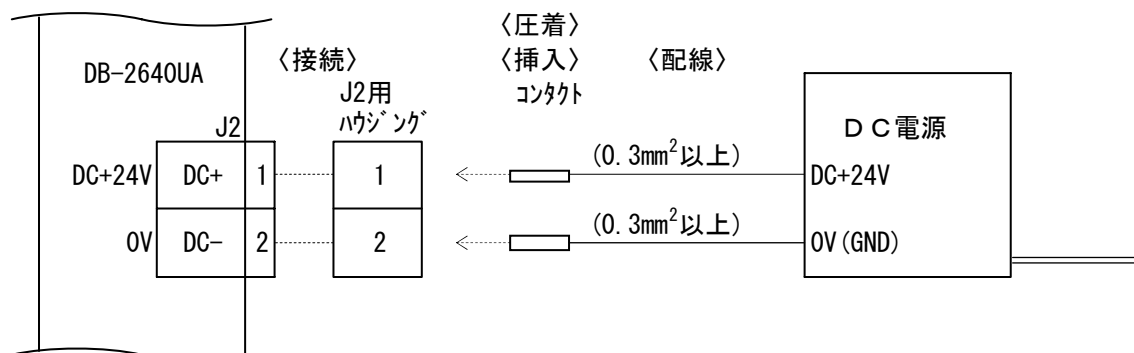 〈圧着〉
〈接続〉 〈挿入〉 〈配線〉
DB-2640UA
J2用 コンタクト
J2 ハウジング DC電源
(0.3mm²以上)
DC+24V DC+ 1 1 DC+24V
(0.3mm²以上)
0V DC- 2 2 0V(GND)